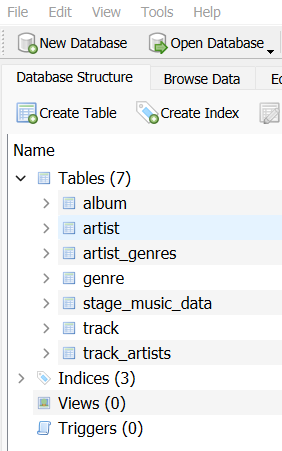 File Edit View Tools Help
New Database Open Database
Database Structure Browse Data
Create Table Create Index
Name
Tables (7)
album
artist
artist_genres
genre
stage_music_data
track
track_artists
Indices (3)
Views (0)
Triggers (0)